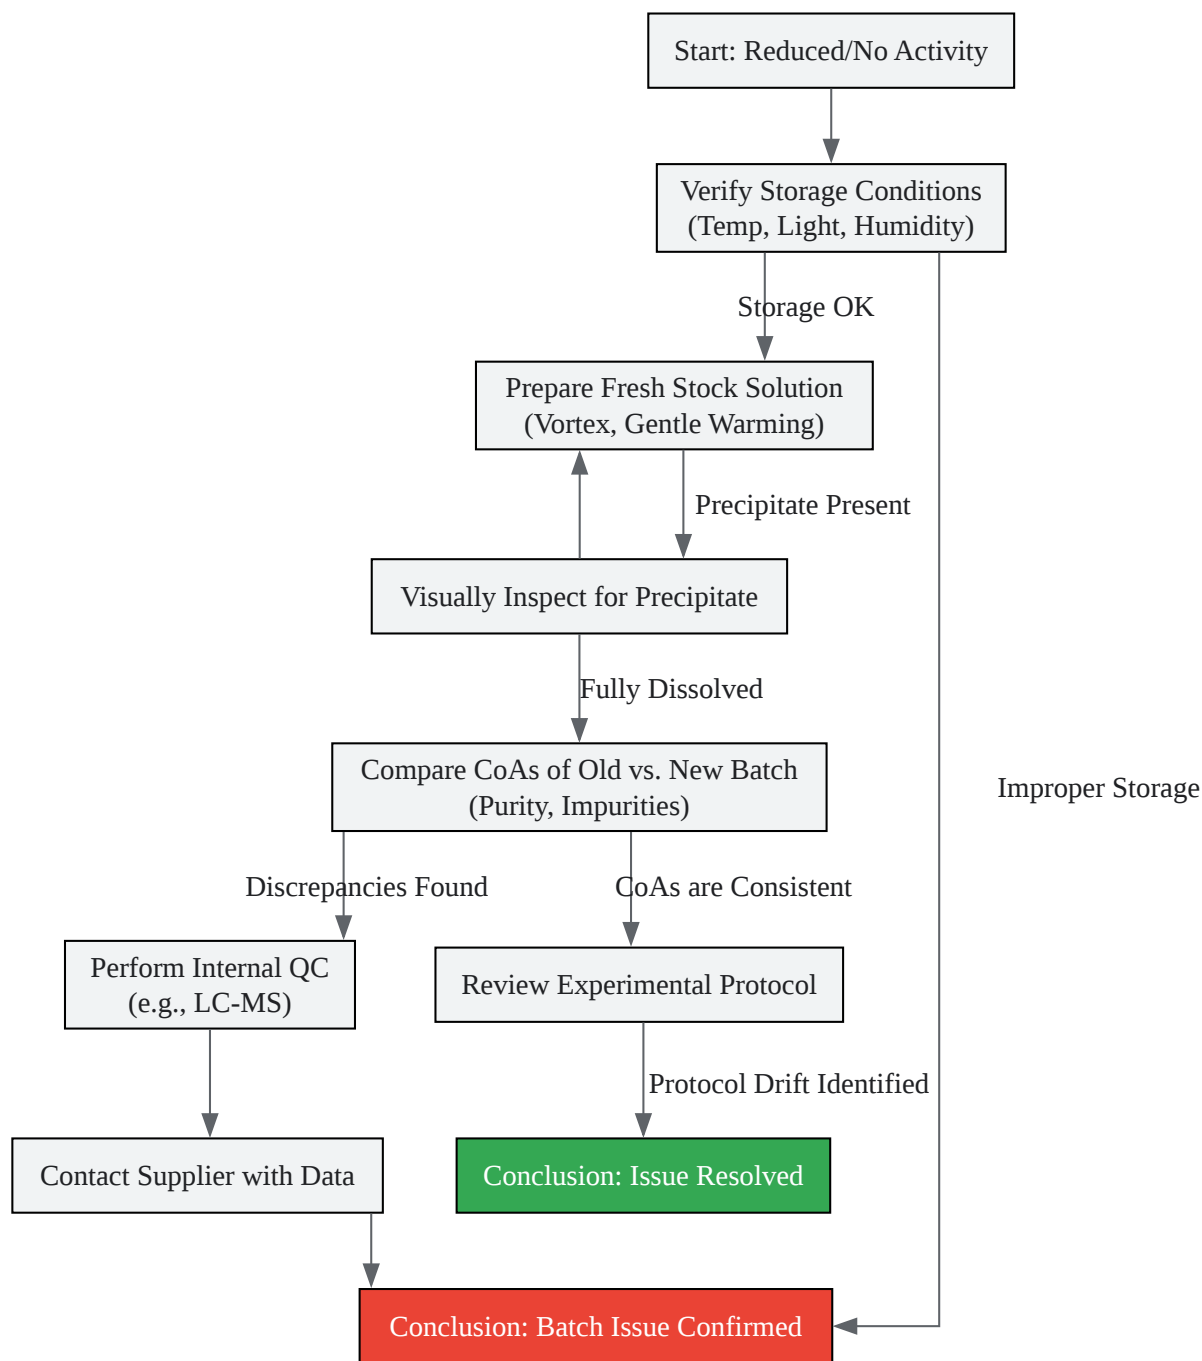 Start: Reduced/No Activity
Verify Storage Conditions
(Temp, Light, Humidity)
Storage OK
Prepare Fresh Stock Solution
(Vortex, Gentle Warming)
Precipitate Present
Visually Inspect for Precipitate
Fully Dissolved
Compare CoAs of Old vs. New Batch
(Purity, Impurities)
Improper Storage
Discrepancies Found
CoAs are Consistent
Perform Internal QC
(e.g., LC-MS)
Review Experimental Protocol
Protocol Drift Identified
Contact Supplier with Data
Conclusion: Issue Resolved
Conclusion: Batch Issue Confirmed